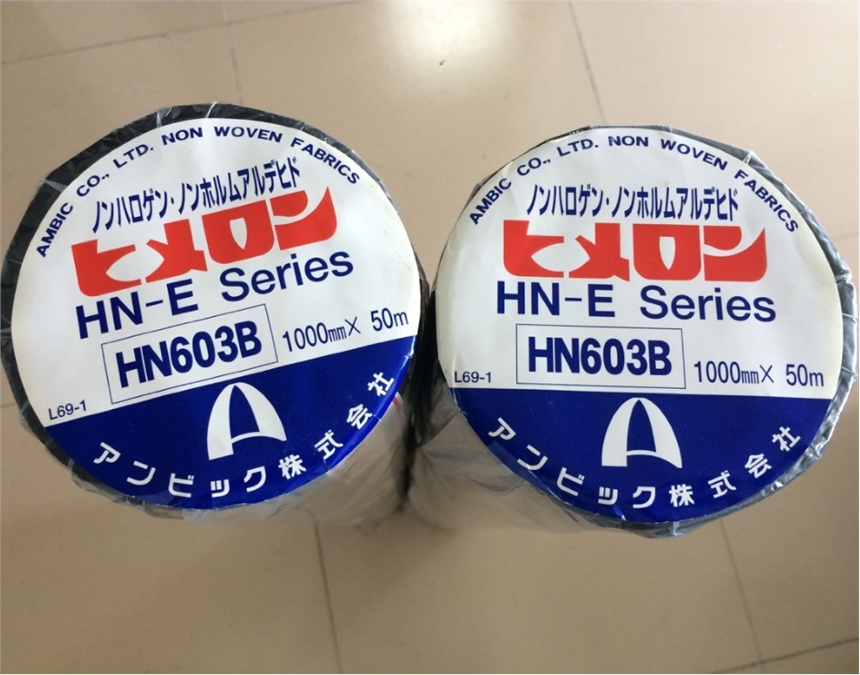 AMBIC CO., LTD. NON WOVEN FABRICS
ノンハロゲン・ノンホルムアルデヒド
ヒメロン
HN-E Series
HN603B
1000㎜× 50m
L69-1
アンビック株式会社
AMBIC CO., LTD. NON WOVEN FABRICS
ノンハロゲン・ノンホルムアルデヒド
ヒメロン
HN-E Series
HN603B
1000㎜× 50m
L69-1
アンビック株式会社